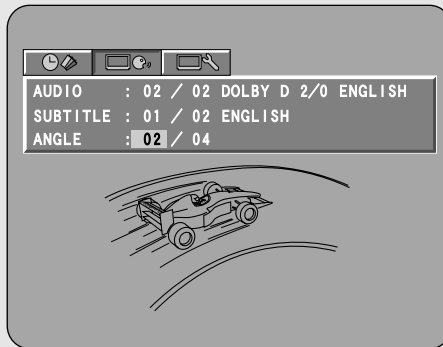 AUDIO : 02 / 02 DOLBY D 2/0 ENGLISH
SUBTITLE : 01 / 02 ENGLISH
ANGLE : 02 / 04